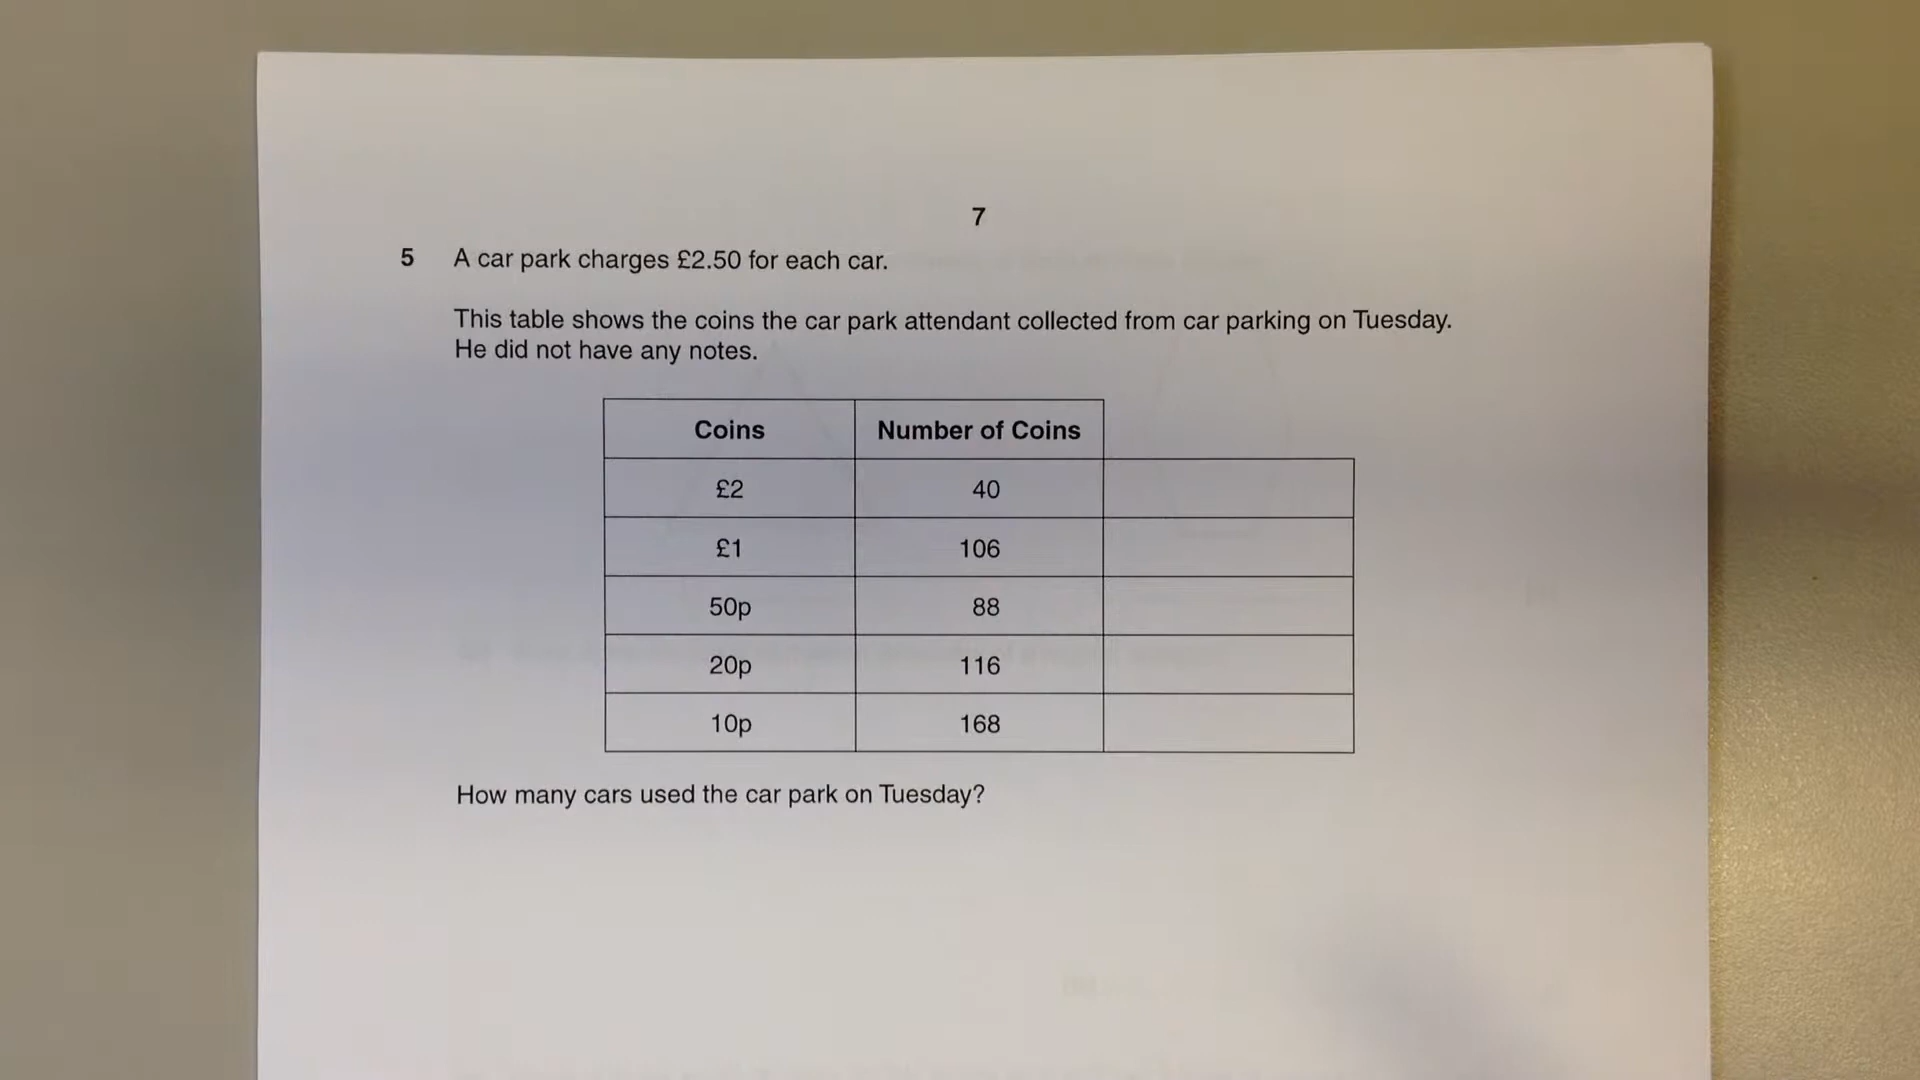 7
5 A car park charges £2.50 for each car.
This table shows the coins the car park attendant collected from car parking on Tuesday.
He did not have any notes.
Coins Number of Coins
£2 40
£1 106
50p 88
20p 116
10p 168
How many cars used the car park on Tuesday?